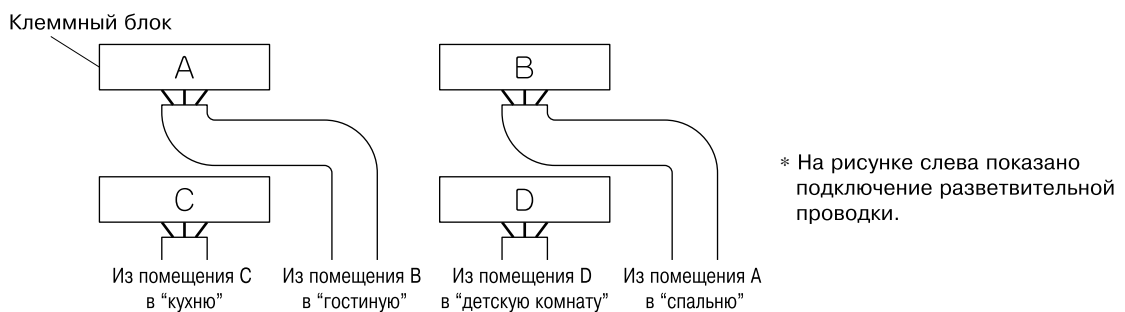 Клеммный блок
A
B
C
D
* На рисунке слева показано
подключение разветвительной
проводки.
Из помещения C
в “кухню”
Из помещения B
в “гостиную”
Из помещения D
в “детскую комнату”
Из помещения A
в “спальню”